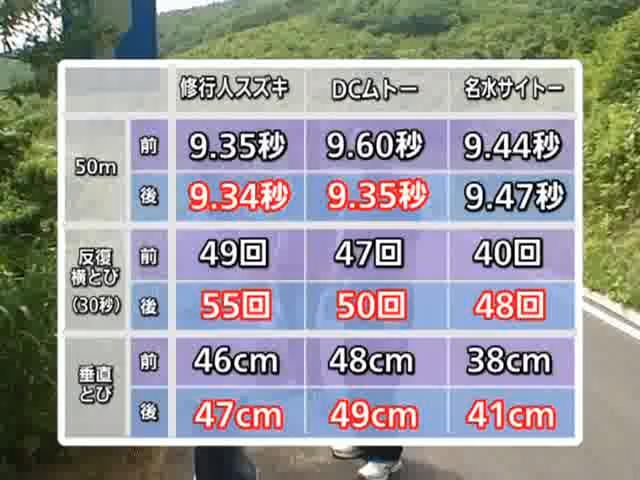 修行人スズキ DCムトー 名水サイトー
50m
前 9.35秒 9.60秒 9.44秒
後 9.34秒 9.35秒 9.47秒
反復
横とび
(30秒)
前 49回 47回 40回
後 55回 50回 48回
垂直
とび
前 46cm 48cm 38cm
後 47cm 49cm 41cm